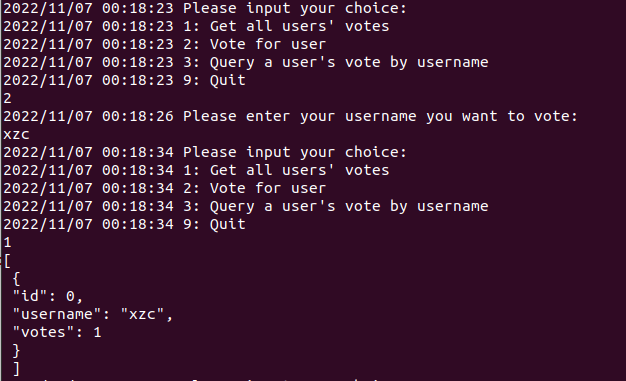 2022/11/07 00:18:23 Please input your choice:
2022/11/07 00:18:23 1: Get all users' votes
2022/11/07 00:18:23 2: Vote for user
2022/11/07 00:18:23 3: Query a user's vote by username
2022/11/07 00:18:23 9: Quit
2
2022/11/07 00:18:26 Please enter your username you want to vote:
xzc
2022/11/07 00:18:34 Please input your choice:
2022/11/07 00:18:34 1: Get all users' votes
2022/11/07 00:18:34 2: Vote for user
2022/11/07 00:18:34 3: Query a user's vote by username
2022/11/07 00:18:34 9: Quit
1
[
{
"id": 0,
"username": "xzc",
"votes": 1
}
]